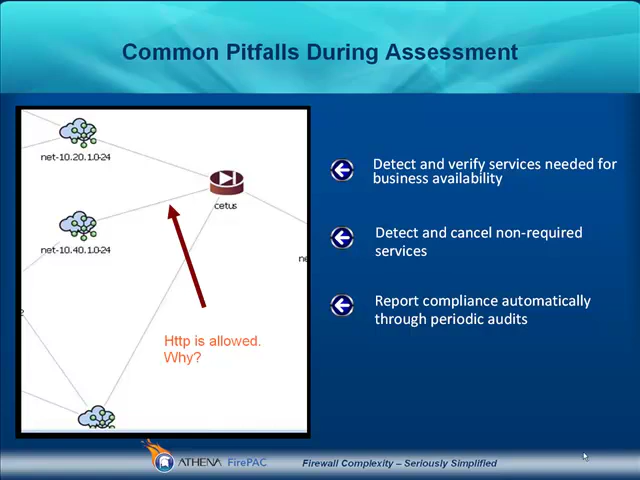 Common Pitfalls During Assessment
net-10.20.1.0-24
cetus
net-10.40.1.0-24
Http is allowed.
Why?
Detect and verify services needed for
business availability
Detect and cancel non-required
services
Report compliance automatically
through periodic audits
ATHENA FirePAC
Firewall Complexity – Seriously Simplified